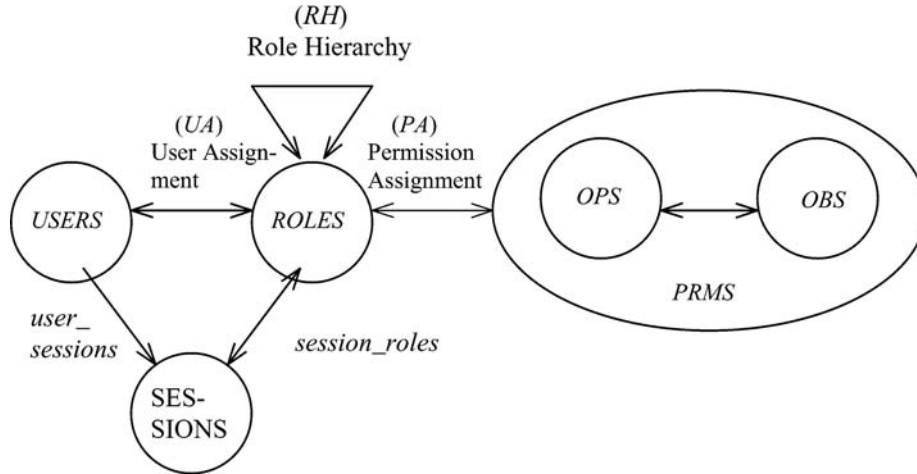 (RH)
Role Hierarchy
(UA)
User Assign-
ment
(PA)
Permission
Assignment
USERS
ROLES
OPS
OBS
PRMS
user_
sessions
session_roles
SES-
SIONS